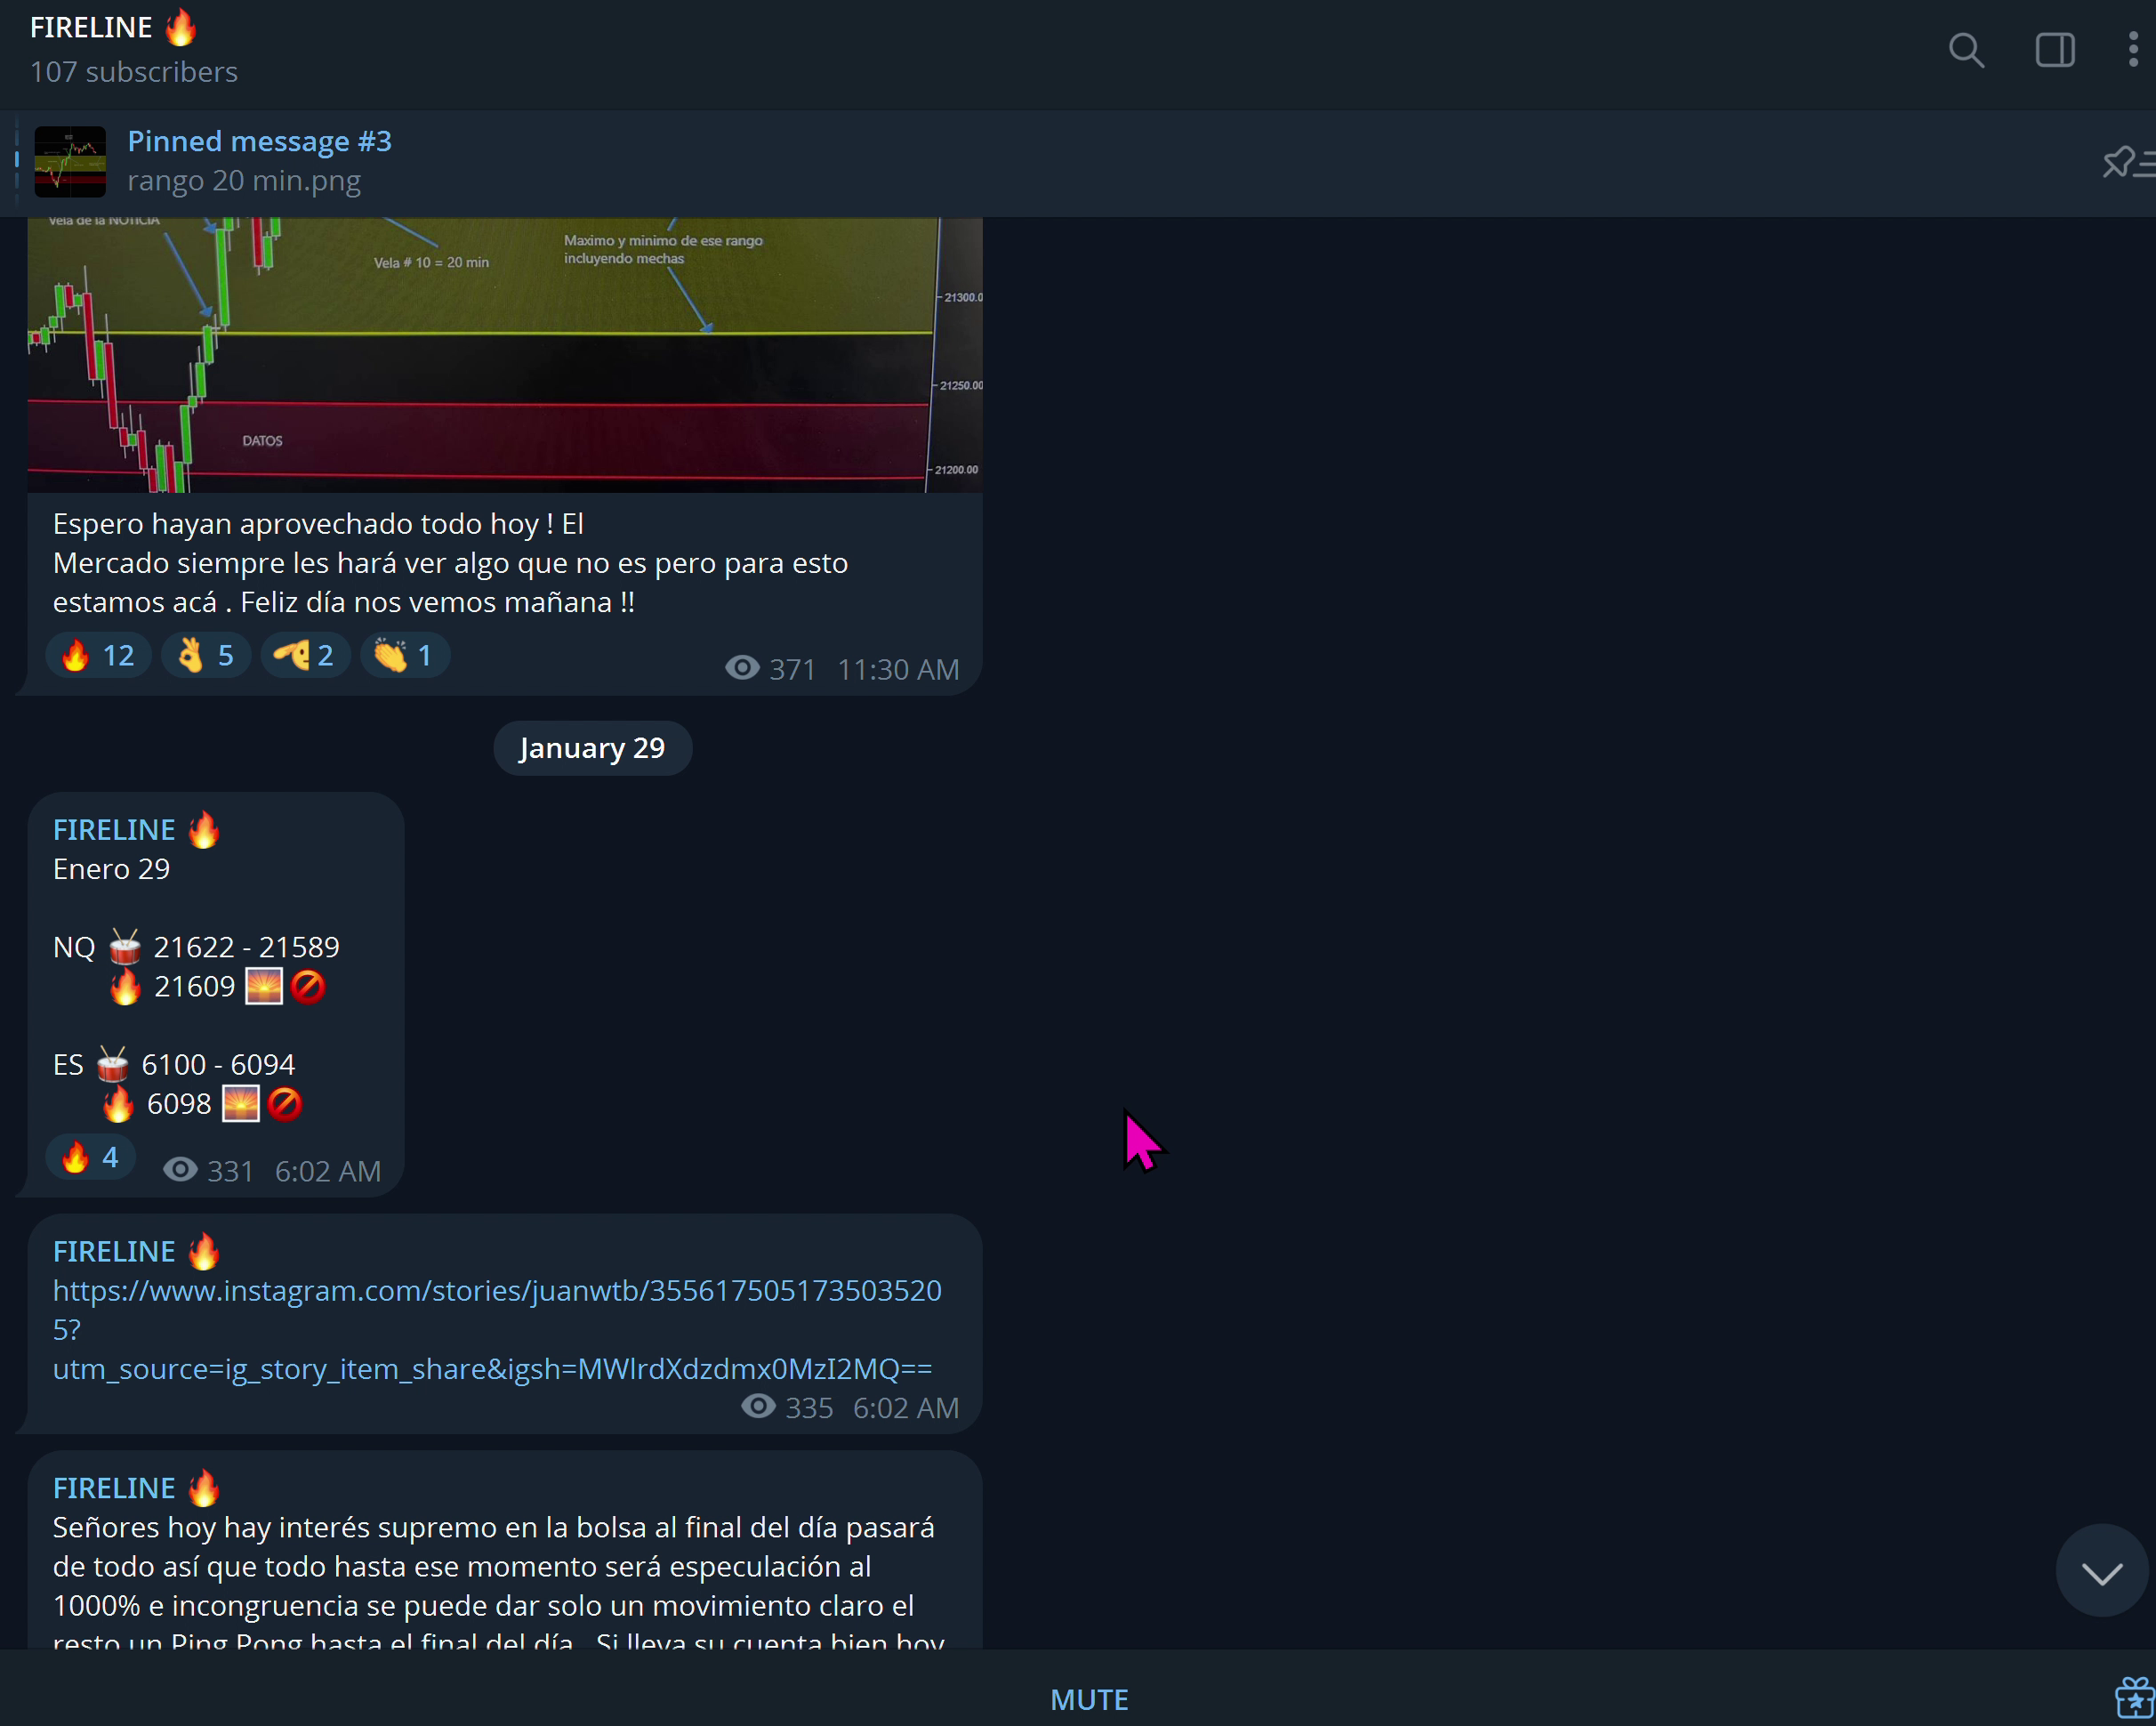 FIRELINE 🔥
107 subscribers
Pinned message #3
rango 20 min.png
Vela de la NOTICIA
Maximo y minimo de ese rango
incluyendo mechas
Vela # 10 = 20 min
21300.0
21250.00
DATOS
21200.00
Espero hayan aprovechado todo hoy ! El
Mercado siempre les hará ver algo que no es pero para esto
estamos acá . Feliz día nos vemos mañana !!
🔥 12 👌 5 🫱 2 👏 1
371 11:30 AM
January 29
FIRELINE 🔥
Enero 29
NQ 🥁 21622 - 21589
🔥 21609 🌅🚫
ES 🥁 6100 - 6094
🔥 6098 🌅🚫
🔥 4 331 6:02 AM
FIRELINE 🔥
https://www.instagram.com/stories/juanwtb/355617505173503520
5?
utm_source=ig_story_item_share&igsh=MWlrdXdzdmx0MzI2MQ==
335 6:02 AM
FIRELINE 🔥
Señores hoy hay interés supremo en la bolsa al final del día pasará
de todo así que todo hasta ese momento será especulación al
1000% e incongruencia se puede dar solo un movimiento claro el
resto un Ping Pong hasta el final del día . Si lleva su cuenta bien hoy
MUTE